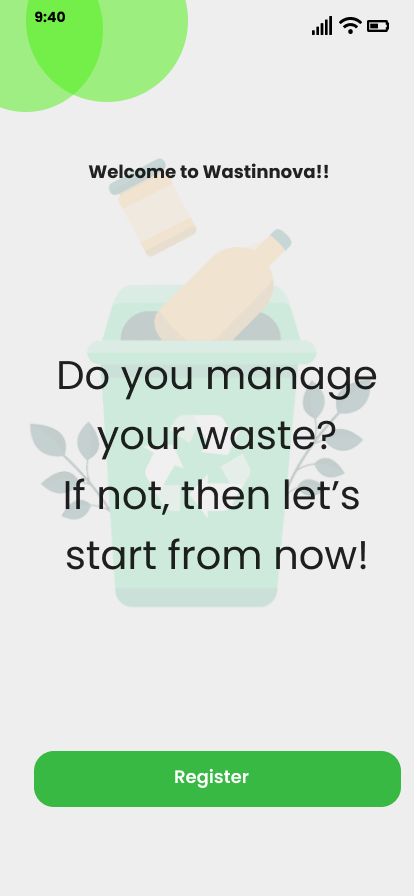 9:40
Welcome to Wastinnova!!
Do you manage
your waste?
If not, then let’s
start from now!
Register